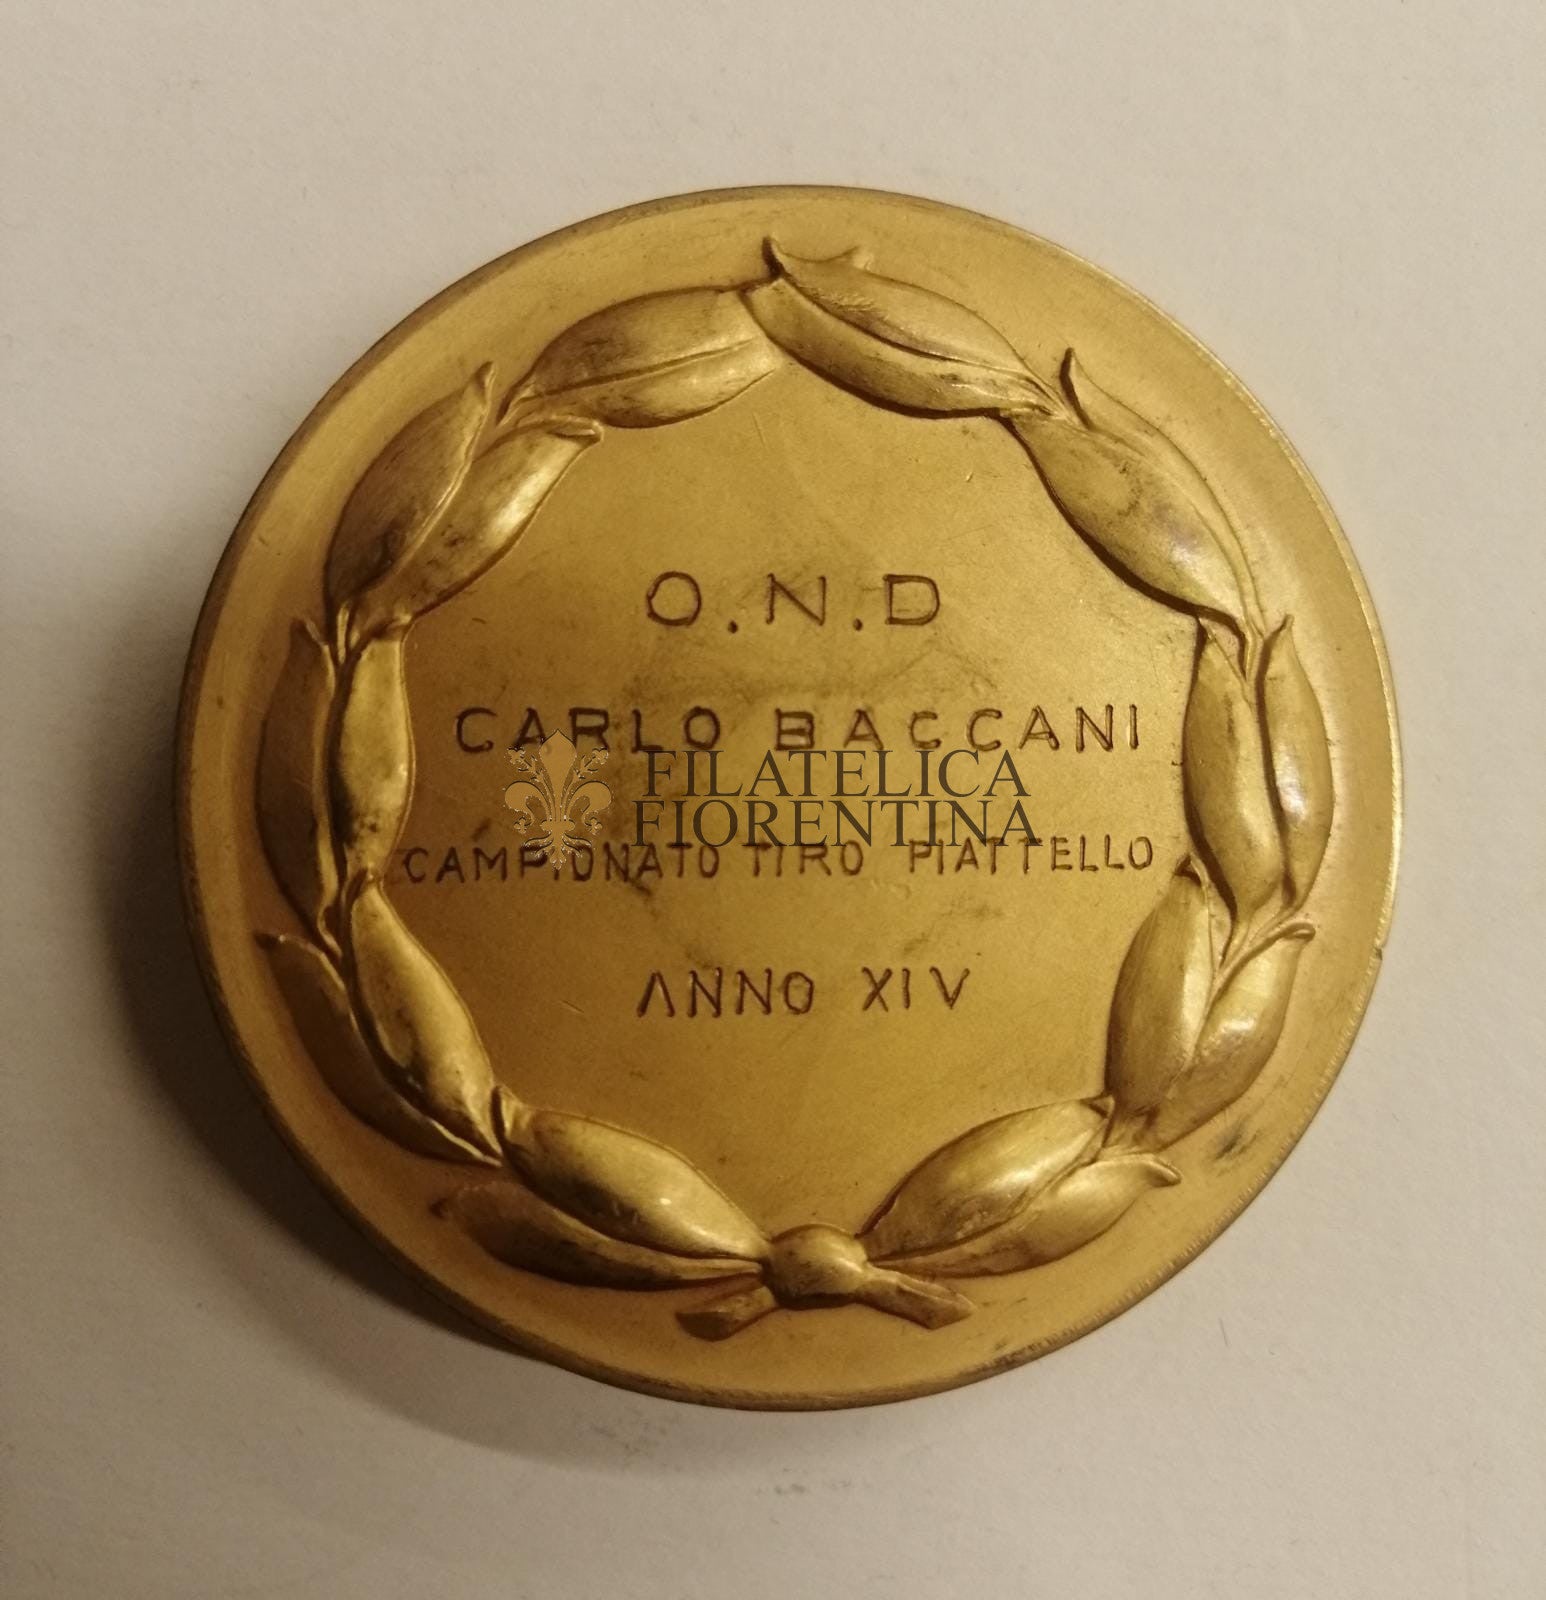 O.N.D
CARLO BACCANI
FILATELICA
FIORENTINA
CAMPIONATO TIRO PIATTELLO
ANNO XIV